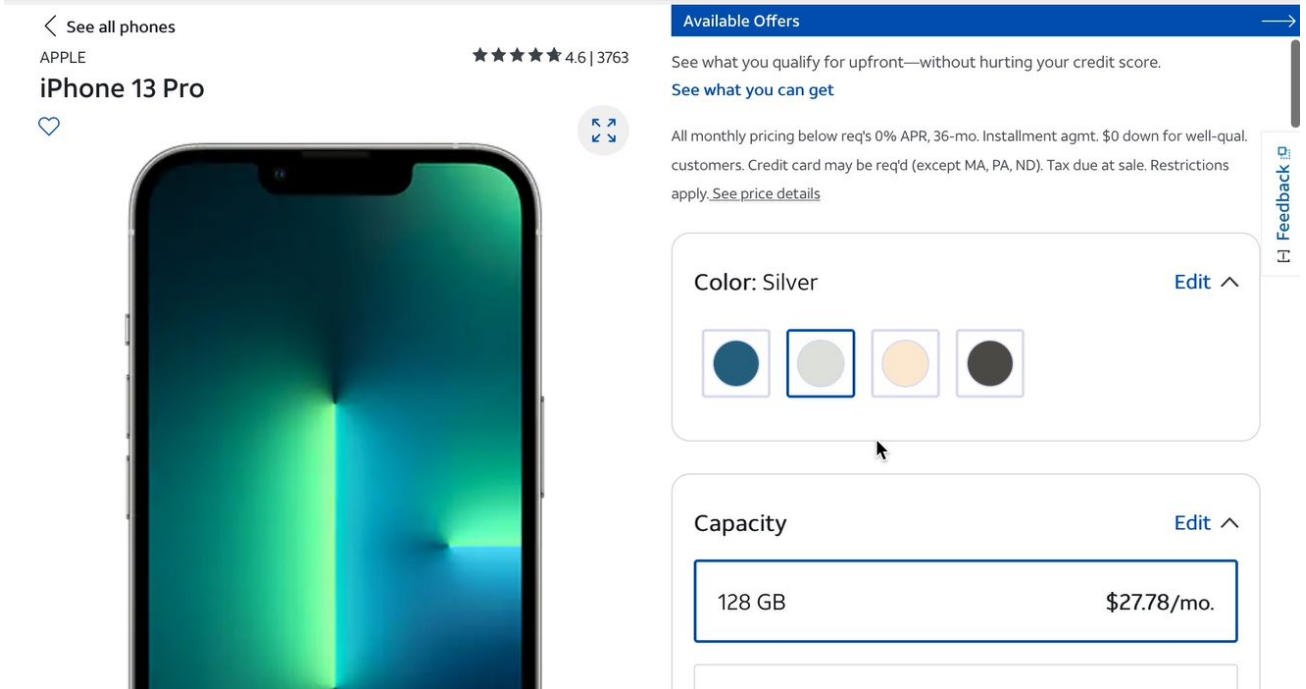 See all phones
APPLE
4.6 | 3763
iPhone 13 Pro
Available Offers
See what you qualify for upfront—without hurting your credit score.
See what you can get
All monthly pricing below req's 0% APR, 36-mo. Installment agmt. $0 down for well-qual.
customers. Credit card may be req'd (except MA, PA, ND). Tax due at sale. Restrictions
apply. See price details
Color: Silver
Edit
Capacity
Edit
128 GB
$27.78/mo.
[-] Feedback